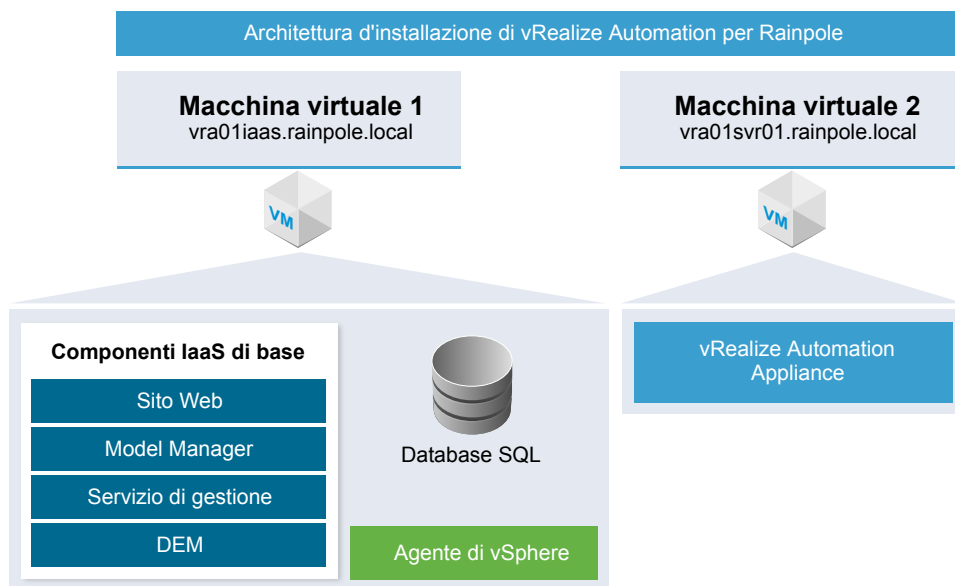 Architettura d'installazione di vRealize Automation per Rainpole
Macchina virtuale 1
vra01iaas.rainpole.local
Macchina virtuale 2
vra01svr01.rainpole.local
VM
VM
Componenti IaaS di base
Sito Web
Model Manager
Servizio di gestione
DEM
Database SQL
Agente di vSphere
vRealize Automation
Appliance